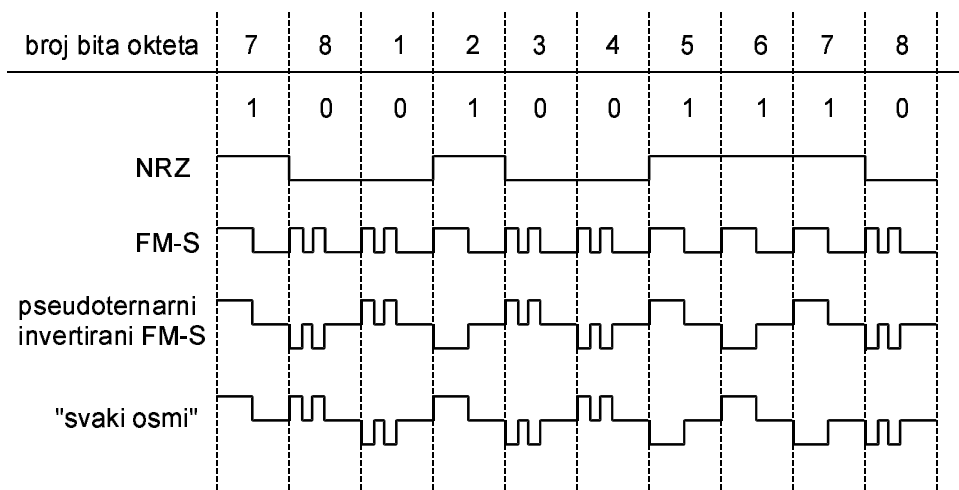 broj bita okteta 7 8 1 2 3 4 5 6 7 8
1 0 0 1 0 0 1 1 1 0
NRZ
FM-S
pseudoternarni
invertirani FM-S
"svaki osmi"